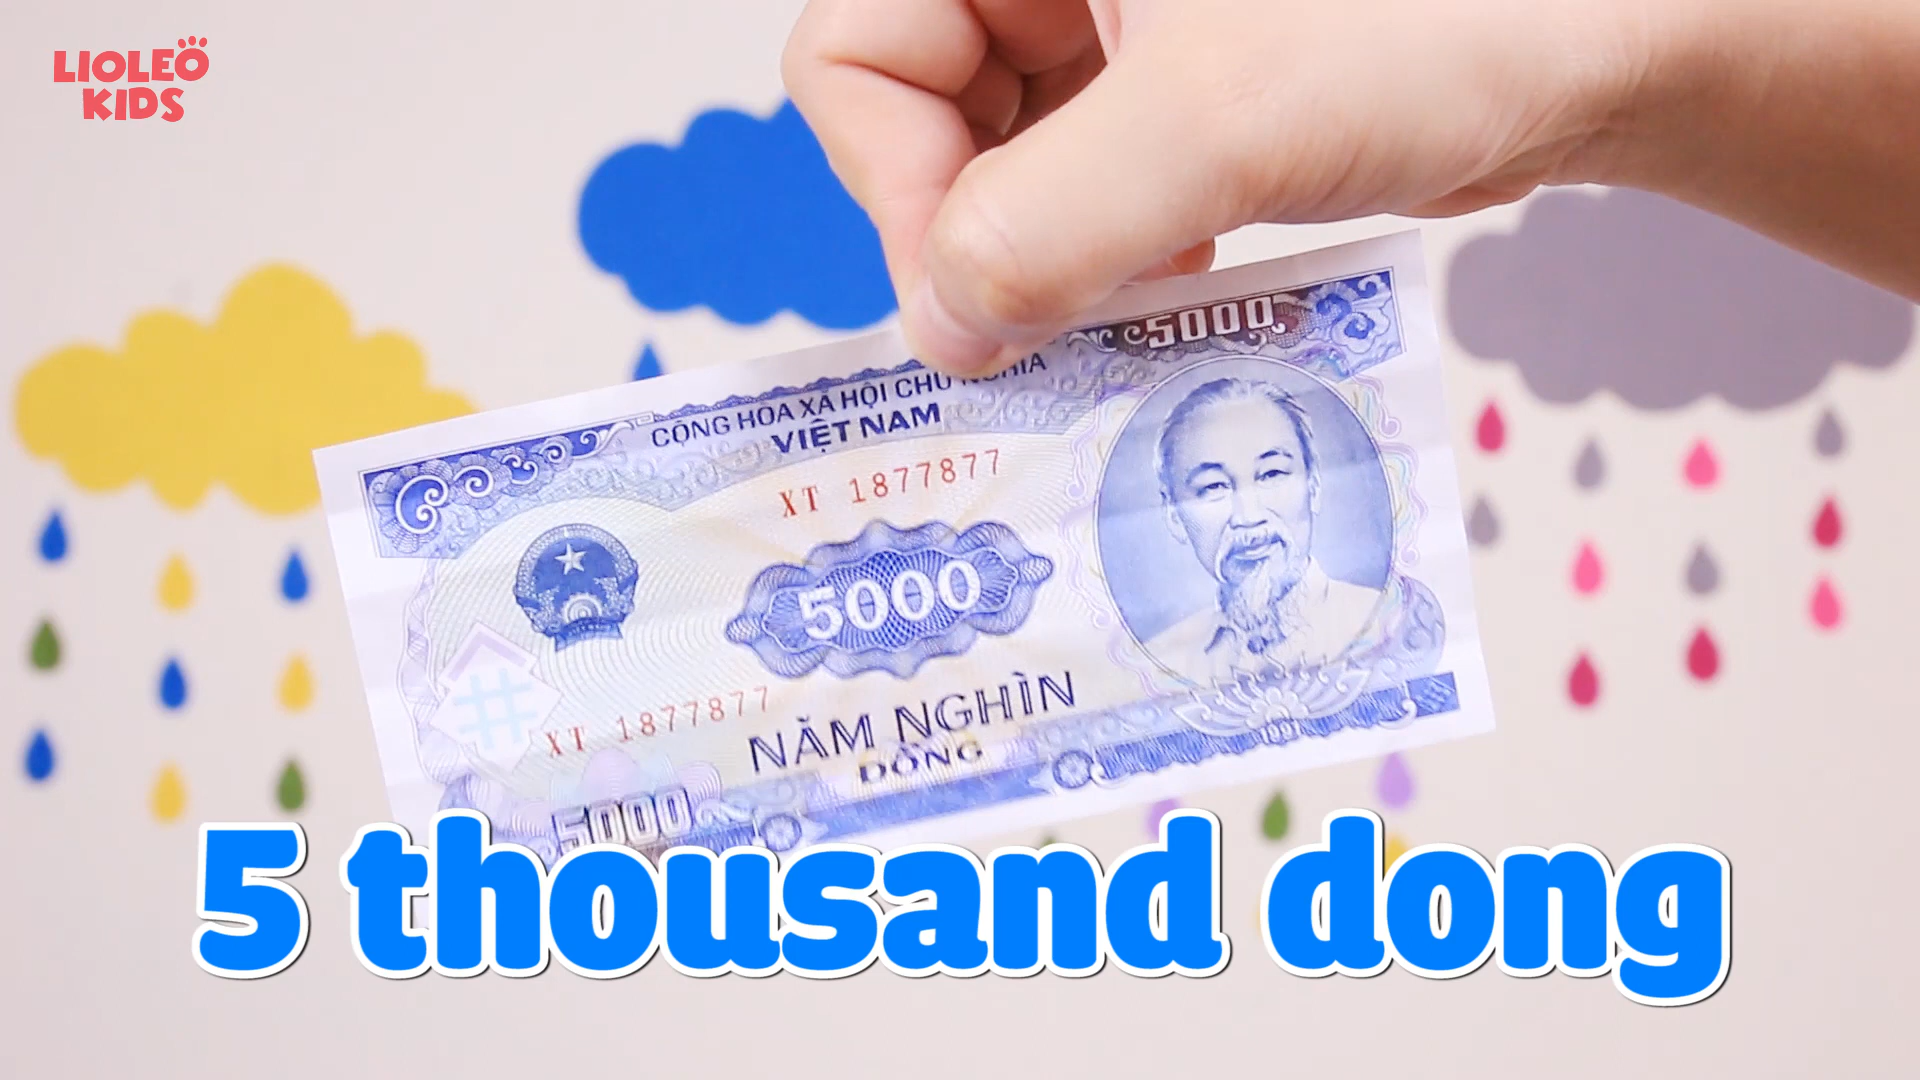 LIOLEO
KIDS
5000
CỘNG HÒA XÃ HỘI CHỦ
VIỆT NAM
XT 1877877
5000
XT 1877877
NĂM NGHÌN
ĐỒNG
1991
5000
5 thousand dong